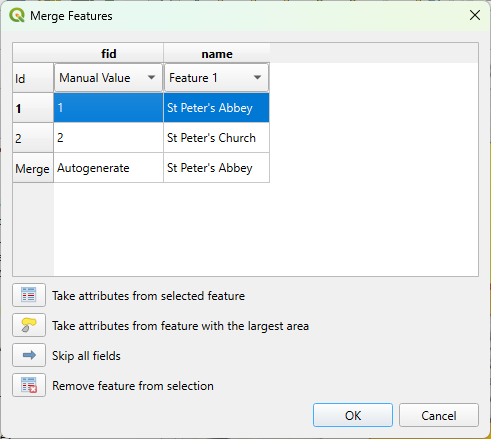 Merge Features
fid name
Id Manual Value Feature 1
1 1 St Peter's Abbey
2 2 St Peter's Church
Merge Autogenerate St Peter's Abbey
Take attributes from selected feature
Take attributes from feature with the largest area
Skip all fields
Remove feature from selection
OK Cancel